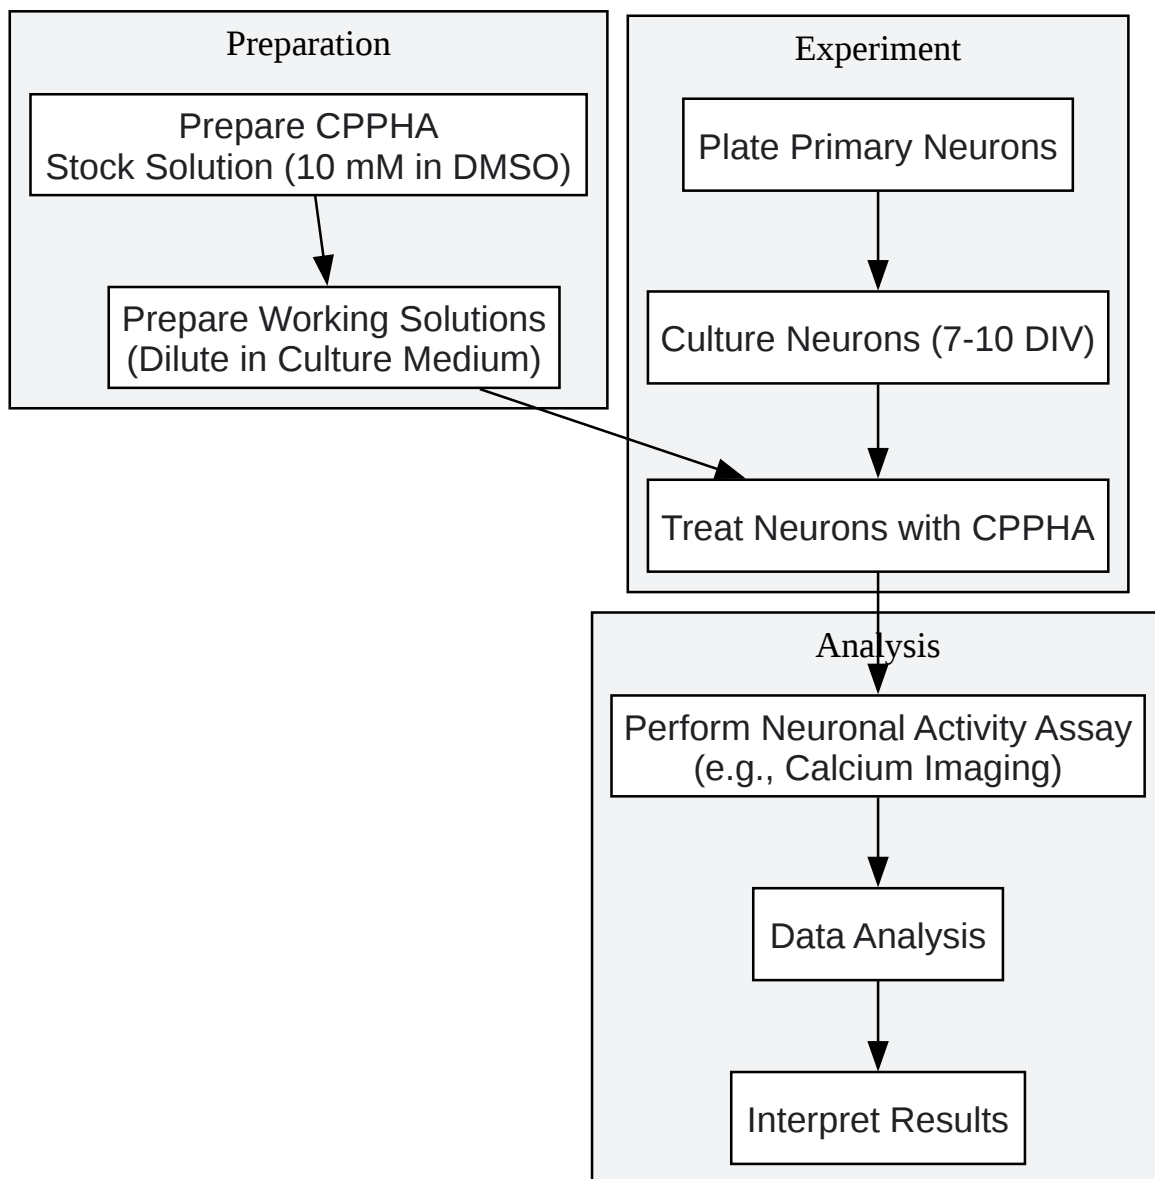 Preparation
Prepare CPPHA
Stock Solution (10 mM in DMSO)
Prepare Working Solutions
(Dilute in Culture Medium)
Experiment
Plate Primary Neurons
Culture Neurons (7-10 DIV)
Treat Neurons with CPPHA
Analysis
Perform Neuronal Activity Assay
(e.g., Calcium Imaging)
Data Analysis
Interpret Results